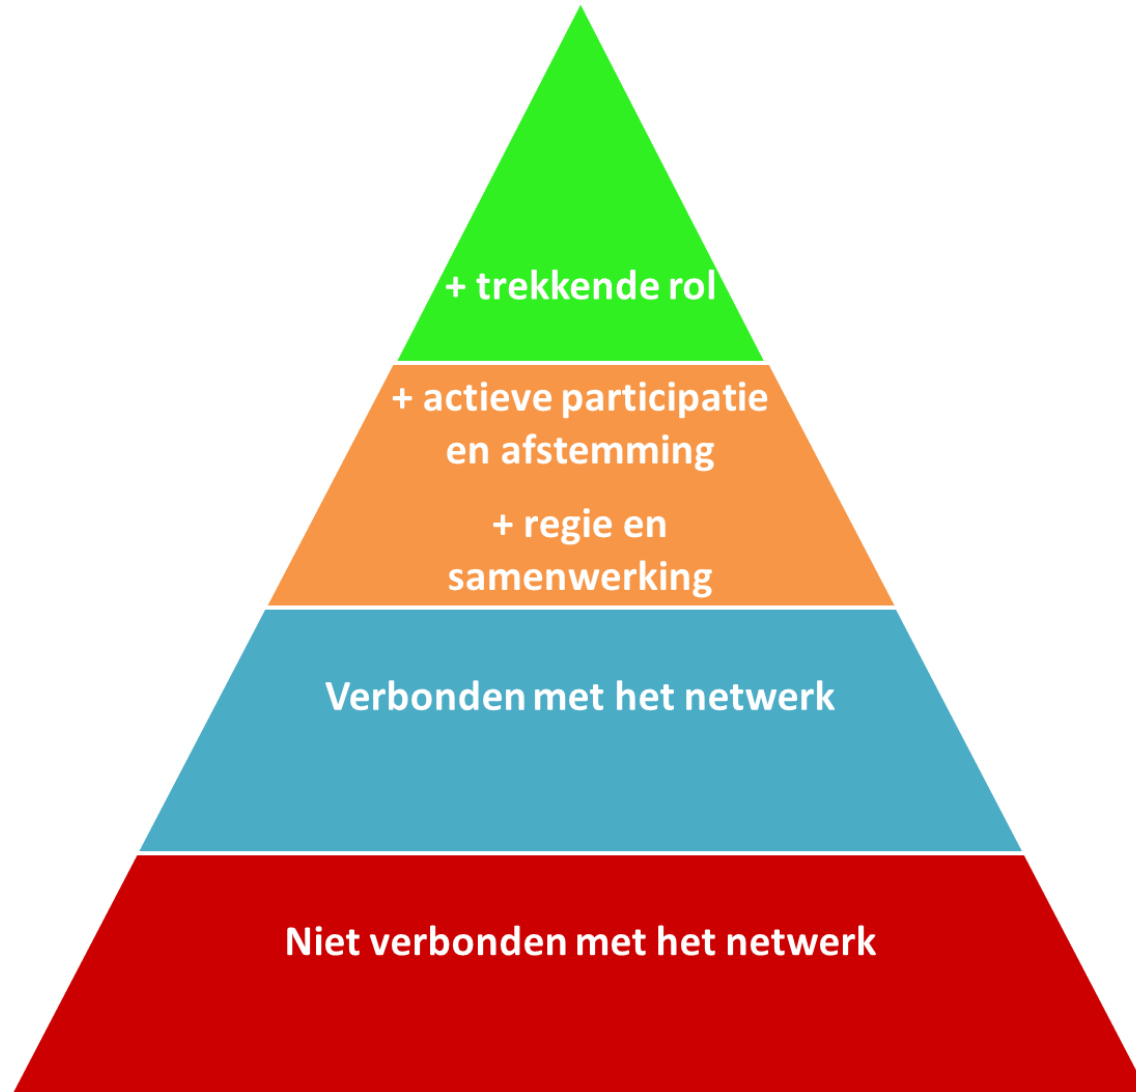 + trekkende rol
+ actieve participatie
en afstemming
+ regie en
samenwerking
Verbonden met het netwerk
Niet verbonden met het netwerk